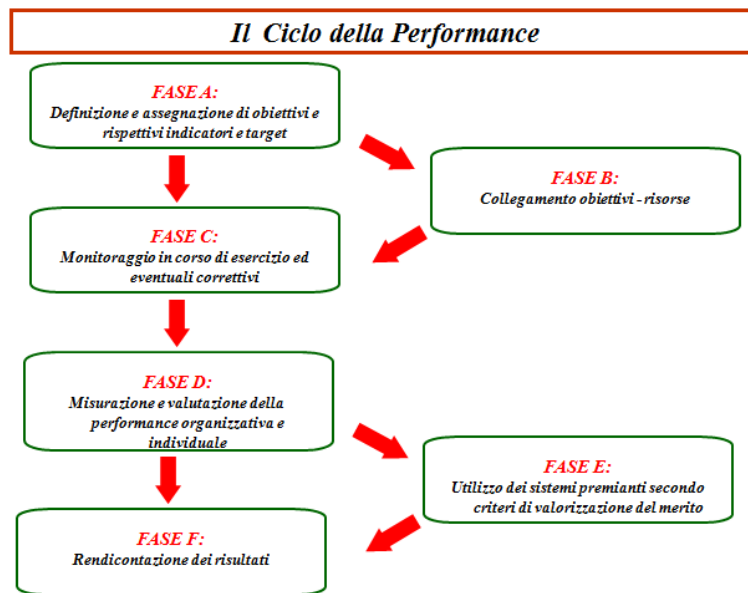 Il Ciclo della Performance
FASE A:
Definizione e assegnazione di obiettivi e
rispettivi indicatori e target
FASE B:
Collegamento obiettivi - risorse
FASE C:
Monitoraggio in corso di esercizio ed
eventuali correttivi
FASE D:
Misurazione e valutazione della
performance organizzativa e
individuale
FASE E:
Utilizzo dei sistemi premianti secondo
criteri di valorizzazione del merito
FASE F:
Rendicontazione dei risultati